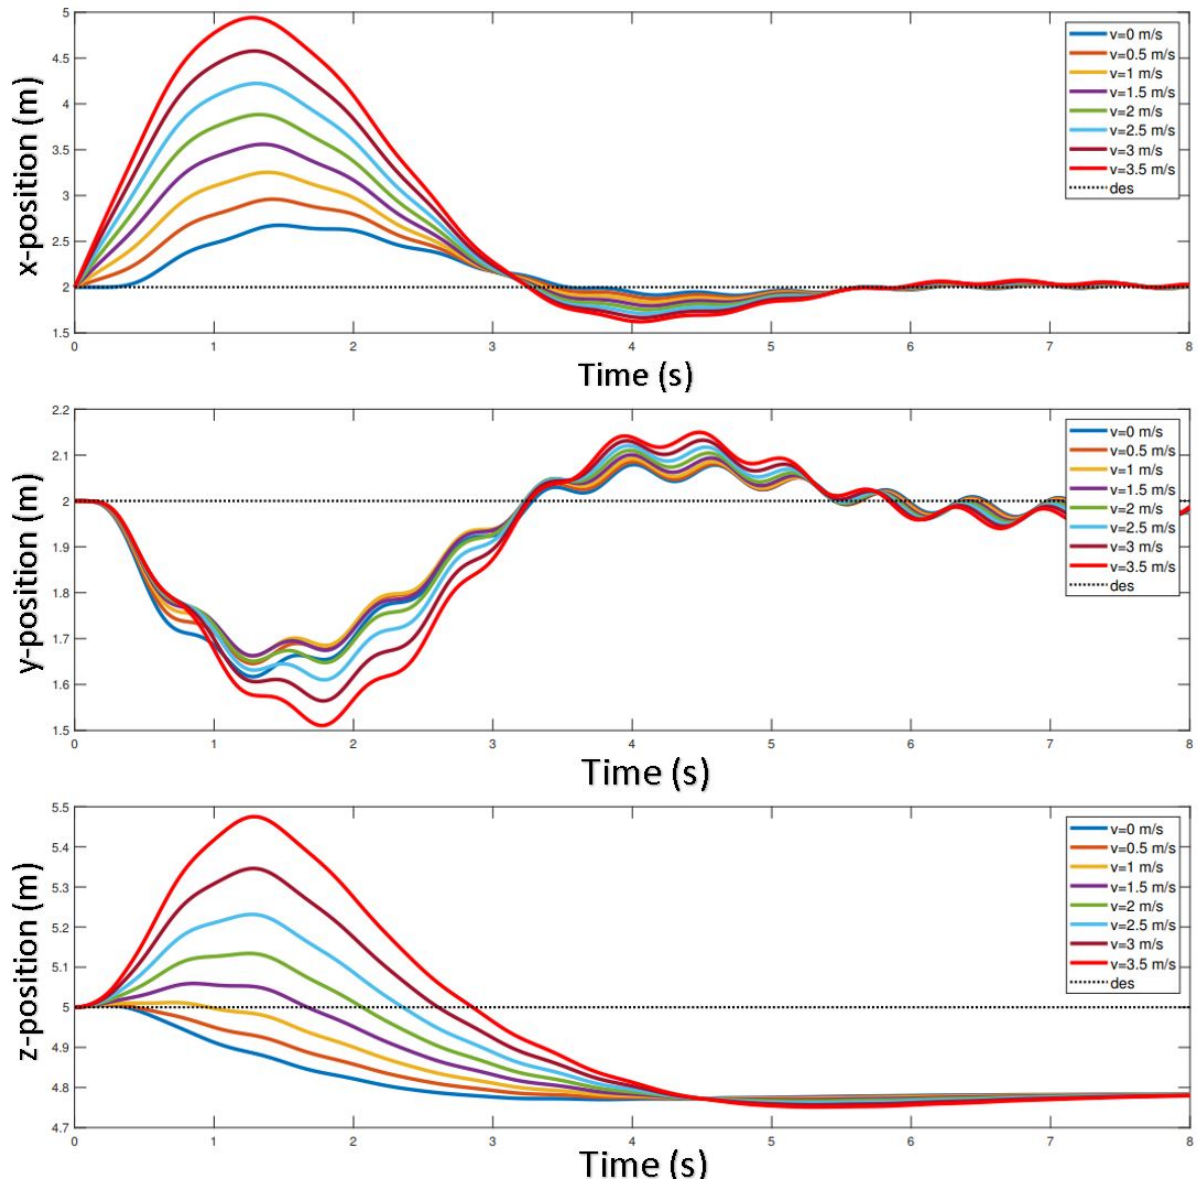 x-position (m)
5
4.5
4
3.5
3
2.5
2
1.5
v=0 m/s
v=0.5 m/s
v=1 m/s
v=1.5 m/s
v=2 m/s
v=2.5 m/s
v=3 m/s
v=3.5 m/s
des
0 1 2 3 4 5 6 7 8
Time (s)
y-position (m)
2.2
2.1
2
1.9
1.8
1.7
1.6
1.5
v=0 m/s
v=0.5 m/s
v=1 m/s
v=1.5 m/s
v=2 m/s
v=2.5 m/s
v=3 m/s
v=3.5 m/s
des
0 1 2 3 4 5 6 7 8
Time (s)
z-position (m)
5.5
5.4
5.3
5.2
5.1
5
4.9
4.8
4.7
v=0 m/s
v=0.5 m/s
v=1 m/s
v=1.5 m/s
v=2 m/s
v=2.5 m/s
v=3 m/s
v=3.5 m/s
des
0 1 2 3 4 5 6 7 8
Time (s)